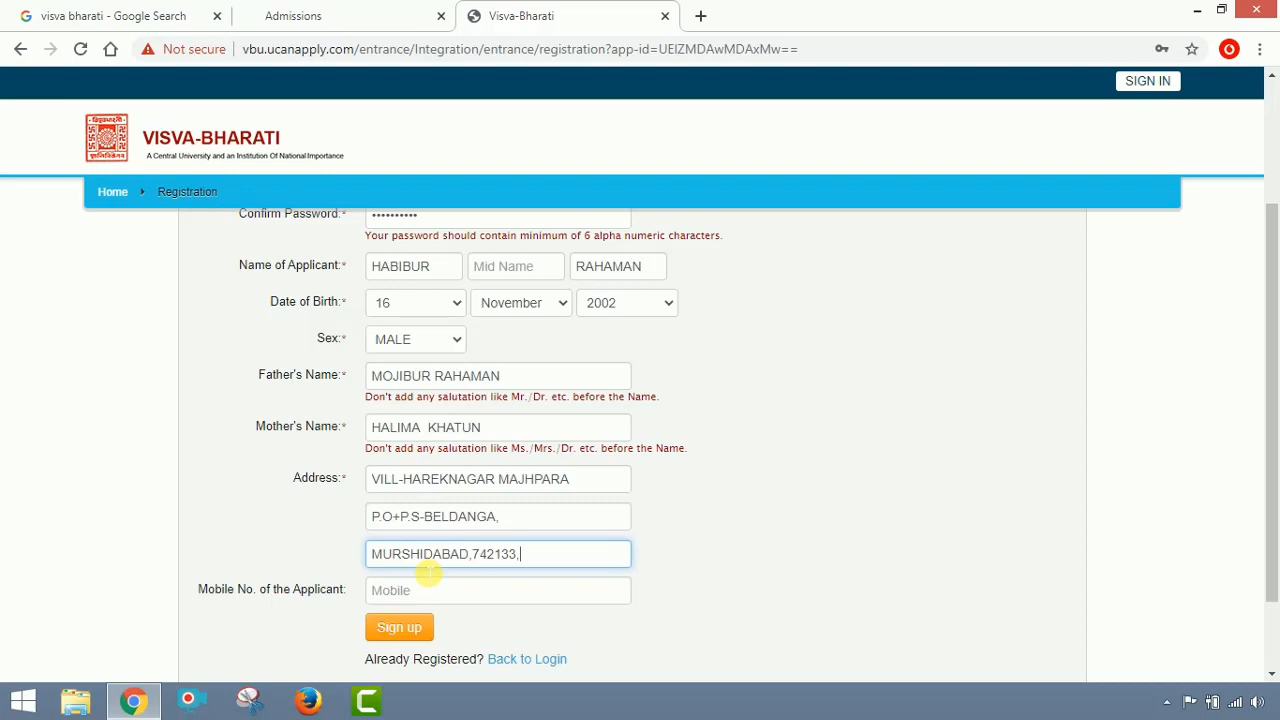 visva bharati - Google Search
Admissions
Visva-Bharati
Not secure vbu.ucanapply.com/entrance/Integration/entrance/registration?app-id=UElZMDAwMDAxMw==
SIGN IN
VISVA-BHARATI
A Central University and an Institution Of National Importance
Home Registration
Confirm Password:* ••••••••••
Your password should contain minimum of 6 alpha numeric characters.
Name of Applicant:* HABIBUR Mid Name RAHAMAN
Date of Birth:* 16 November 2002
Sex:* MALE
Father's Name:* MOJIBUR RAHAMAN
Don't add any salutation like Mr./Dr. etc. before the Name.
Mother's Name:* HALIMA KHATUN
Don't add any salutation like Ms./Mrs./Dr. etc. before the Name.
Address:* VILL-HAREKNAGAR MAJHPARA
P.O+P.S-BELDANGA,
MURSHIDABAD,742133,
Mobile No. of the Applicant: Mobile
Sign up
Already Registered? Back to Login